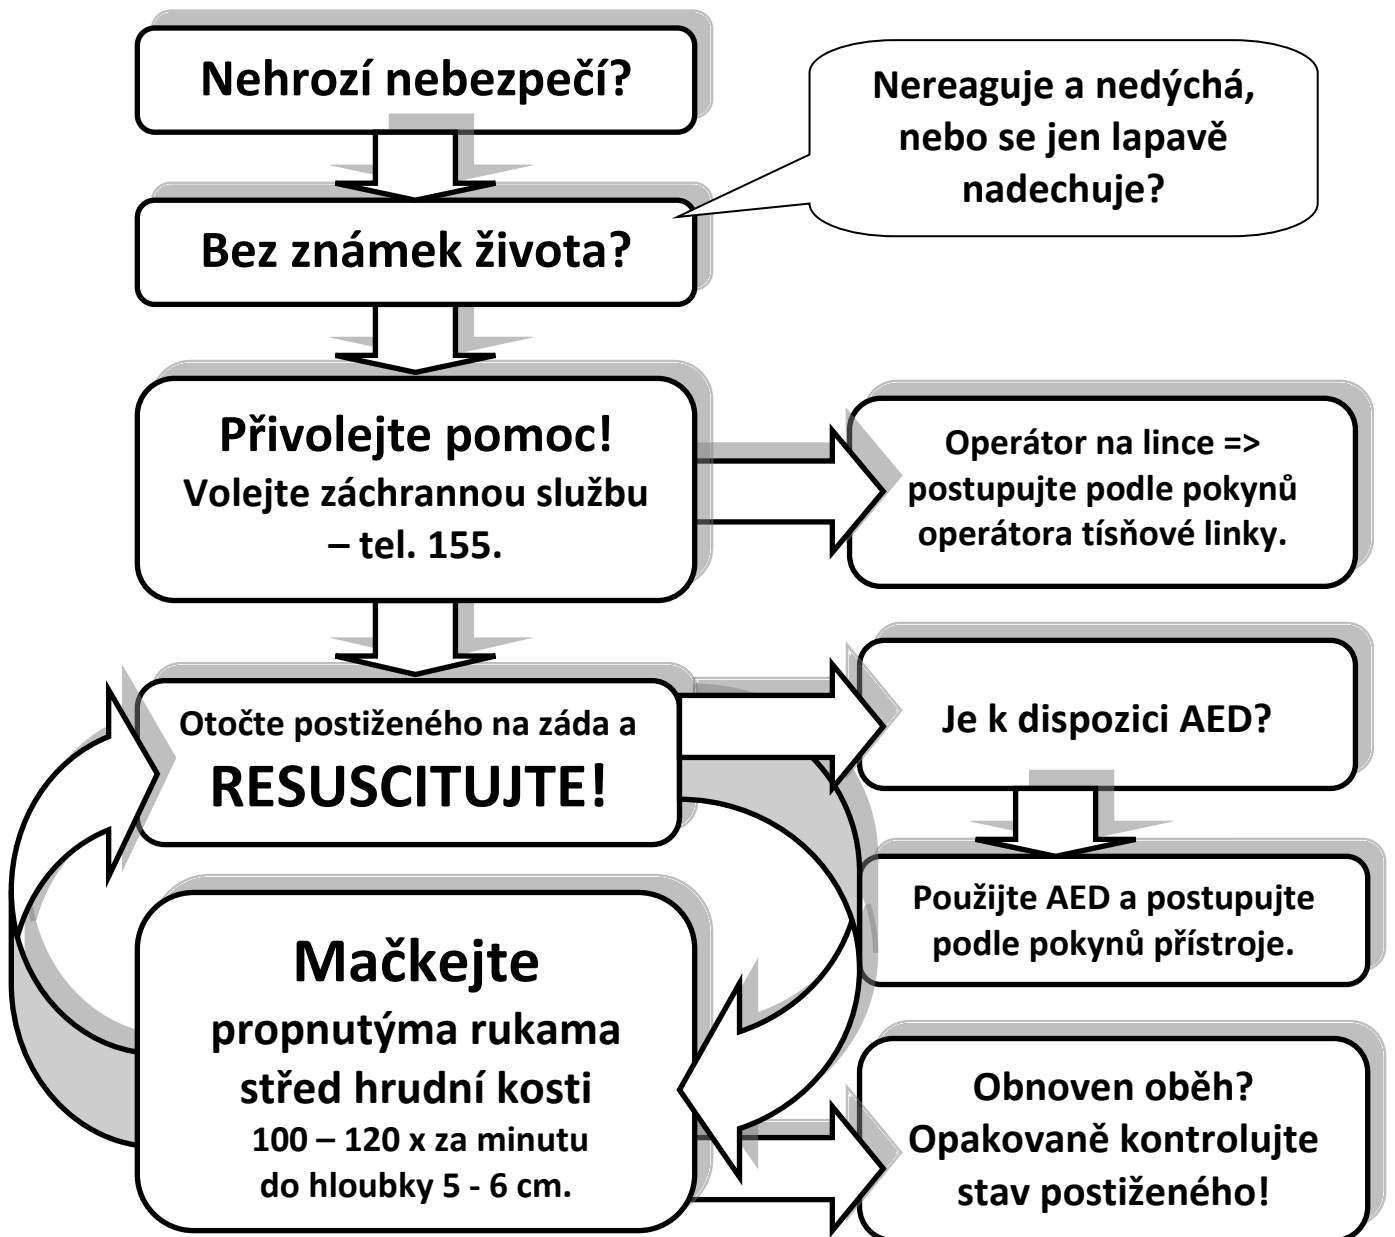 Nehrozí nebezpečí?
Nereaguje a nedýchá,
nebo se jen lapavě
nadechuje?
Bez známek života?
Přivolejte pomoc!
Volejte záchrannou službu
– tel. 155.
Operátor na lince =>
postupujte podle pokynů
operátora tísňové linky.
Otočte postiženého na záda a
RESUSCITUJTE!
Je k dispozici AED?
Použijte AED a postupujte
podle pokynů přístroje.
Mačkejte
propnutýma rukama
střed hrudní kosti
100 – 120 x za minutu
do hloubky 5 - 6 cm.
Obnoven oběh?
Opakovaně kontrolujte
stav postiženého!